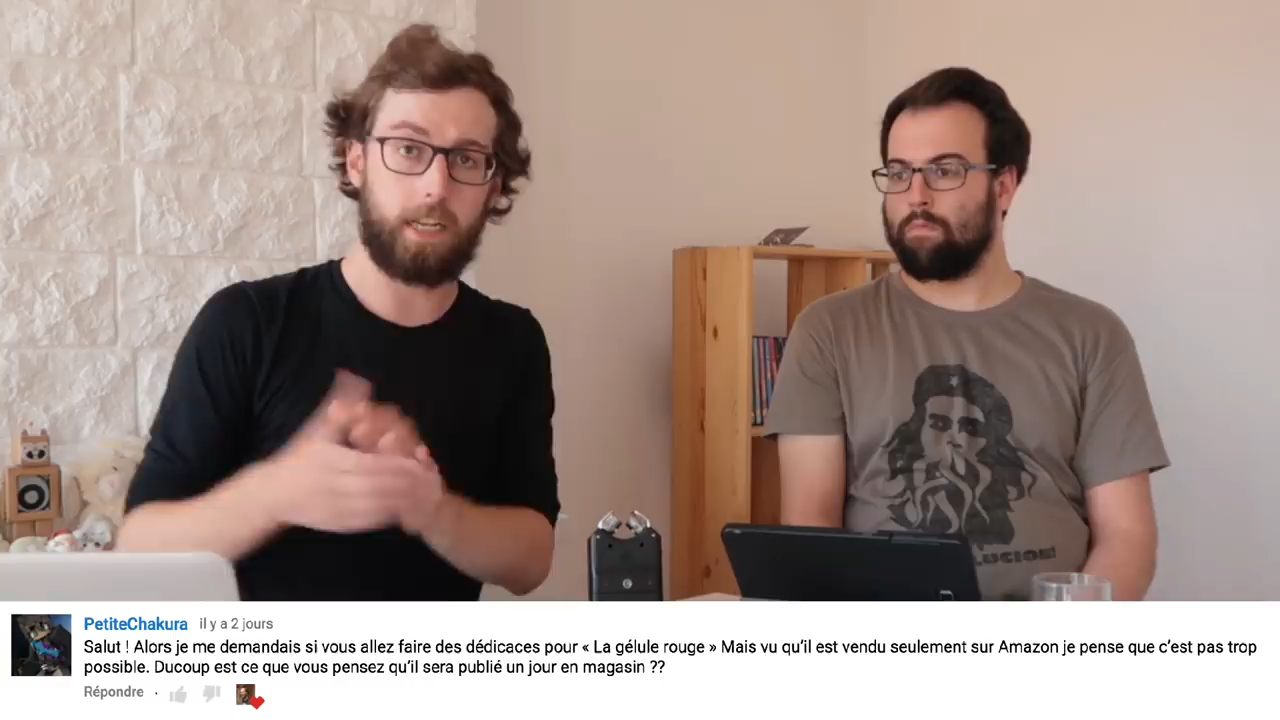 LUCION!
PetiteChakura il y a 2 jours
Salut ! Alors je me demandais si vous allez faire des dédicaces pour « La gélule rouge » Mais vu qu'il est vendu seulement sur Amazon je pense que c'est pas trop
possible. Ducoup est ce que vous pensez qu'il sera publié un jour en magasin ??
Répondre ·